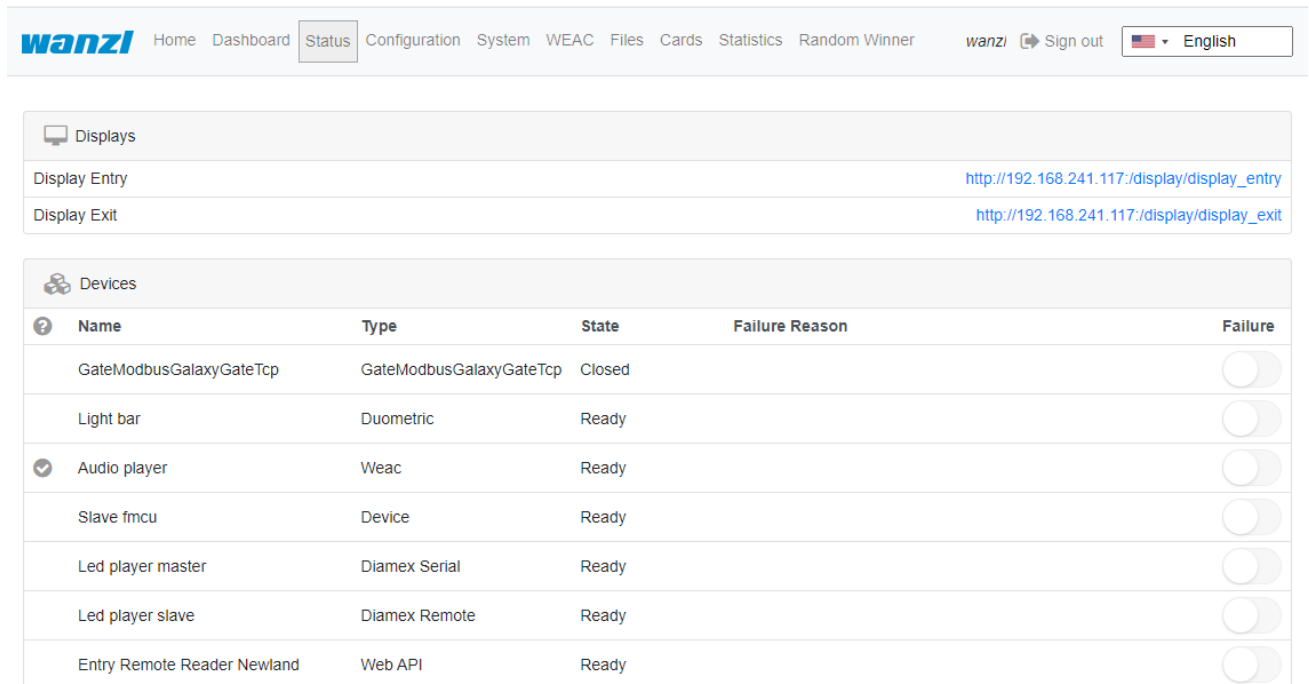 wanzl Home Dashboard Status Configuration System WEAC Files Cards Statistics Random Winner wanzl Sign out English
Displays
Display Entry http://192.168.241.117:/display/display_entry
Display Exit http://192.168.241.117:/display/display_exit
Devices
? Name Type State Failure Reason Failure
GateModbusGalaxyGateTcp GateModbusGalaxyGateTcp Closed
Light bar Duometric Ready
Audio player Weac Ready
Slave fmcu Device Ready
Led player master Diamex Serial Ready
Led player slave Diamex Remote Ready
Entry Remote Reader Newland Web API Ready